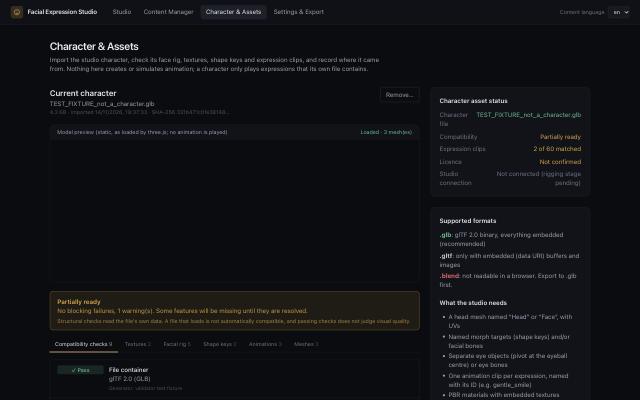 Facial Expression Studio
Studio
Content Manager
Character & Assets
Settings & Export
Content language
en
Character & Assets
Import the studio character, check its face rig, textures, shape keys and expression clips, and record where it came
from. Nothing here creates or simulates animation; a character only plays expressions that its own file contains.
Current character
Remove...
TEST_FIXTURE_not_a_character.glb
Model preview (static, as loaded by three.js; no animation is played)
Loaded · 3 mesh(es)
Partially ready
No blocking failures, 1 warning(s). Some features will be missing until they are resolved.
Structural checks read the file's own data. A file that loads is not automatically compatible, and passing checks does not judge visual quality.
Compatibility checks 9
Textures
Facial rig
Shape keys
Animations
Meshes
✓ Pass
File container
glTF 2.0 (GLB)
Generator: validator test fixture
Character asset status
Character file
TEST_FIXTURE_not_a_character.glb
Compatibility
Partially ready
Expression clips
2 of 60 matched
Licence
Not confirmed
Studio connection
Not connected (rigging stage pending)
Supported formats
.glb: glTF 2.0 binary, everything embedded
(recommended)
.gltf: only with embedded (data URI) buffers and
images
.blend: not readable in a browser. Export to .glb
first.
What the studio needs
• A head mesh named "Head" or "Face", with
UVs
• Named morph targets (shape keys) and/or
facial bones
• Separate eye objects (pivot at the eyeball
centre) or eye bones
• One animation clip per expression, named
with its ID (e.g. gentle_smile)
• PBR materials with embedded textures